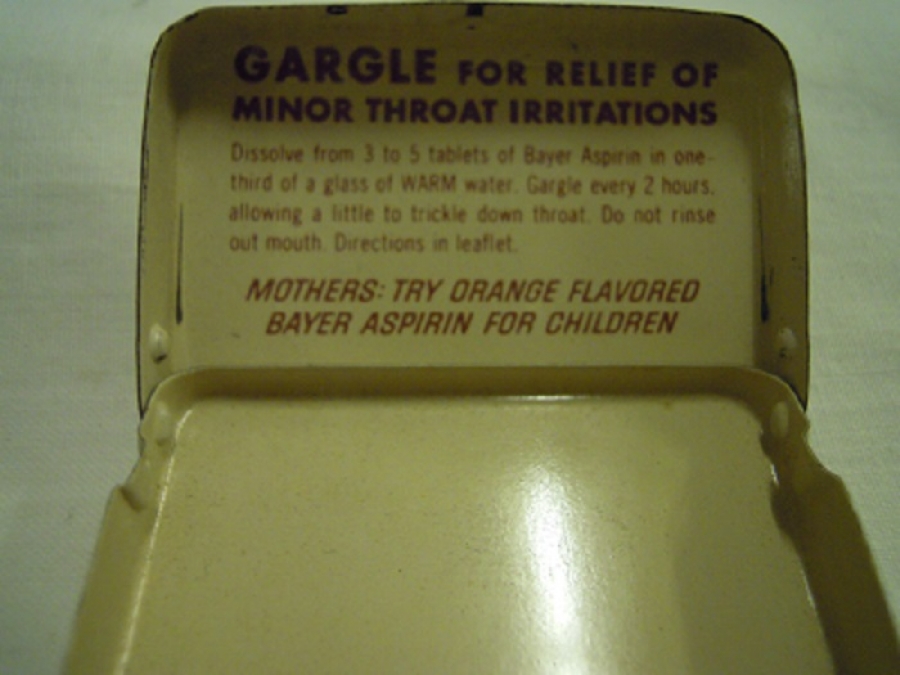 GARGLE FOR RELIEF OF
MINOR THROAT IRRITATIONS
Dissolve from 3 to 5 tablets of Bayer Aspirin in one-
third of a glass of WARM water. Gargle every 2 hours,
allowing a little to trickle down throat. Do not rinse
out mouth. Directions in leaflet.
MOTHERS: TRY ORANGE FLAVORED
BAYER ASPIRIN FOR CHILDREN